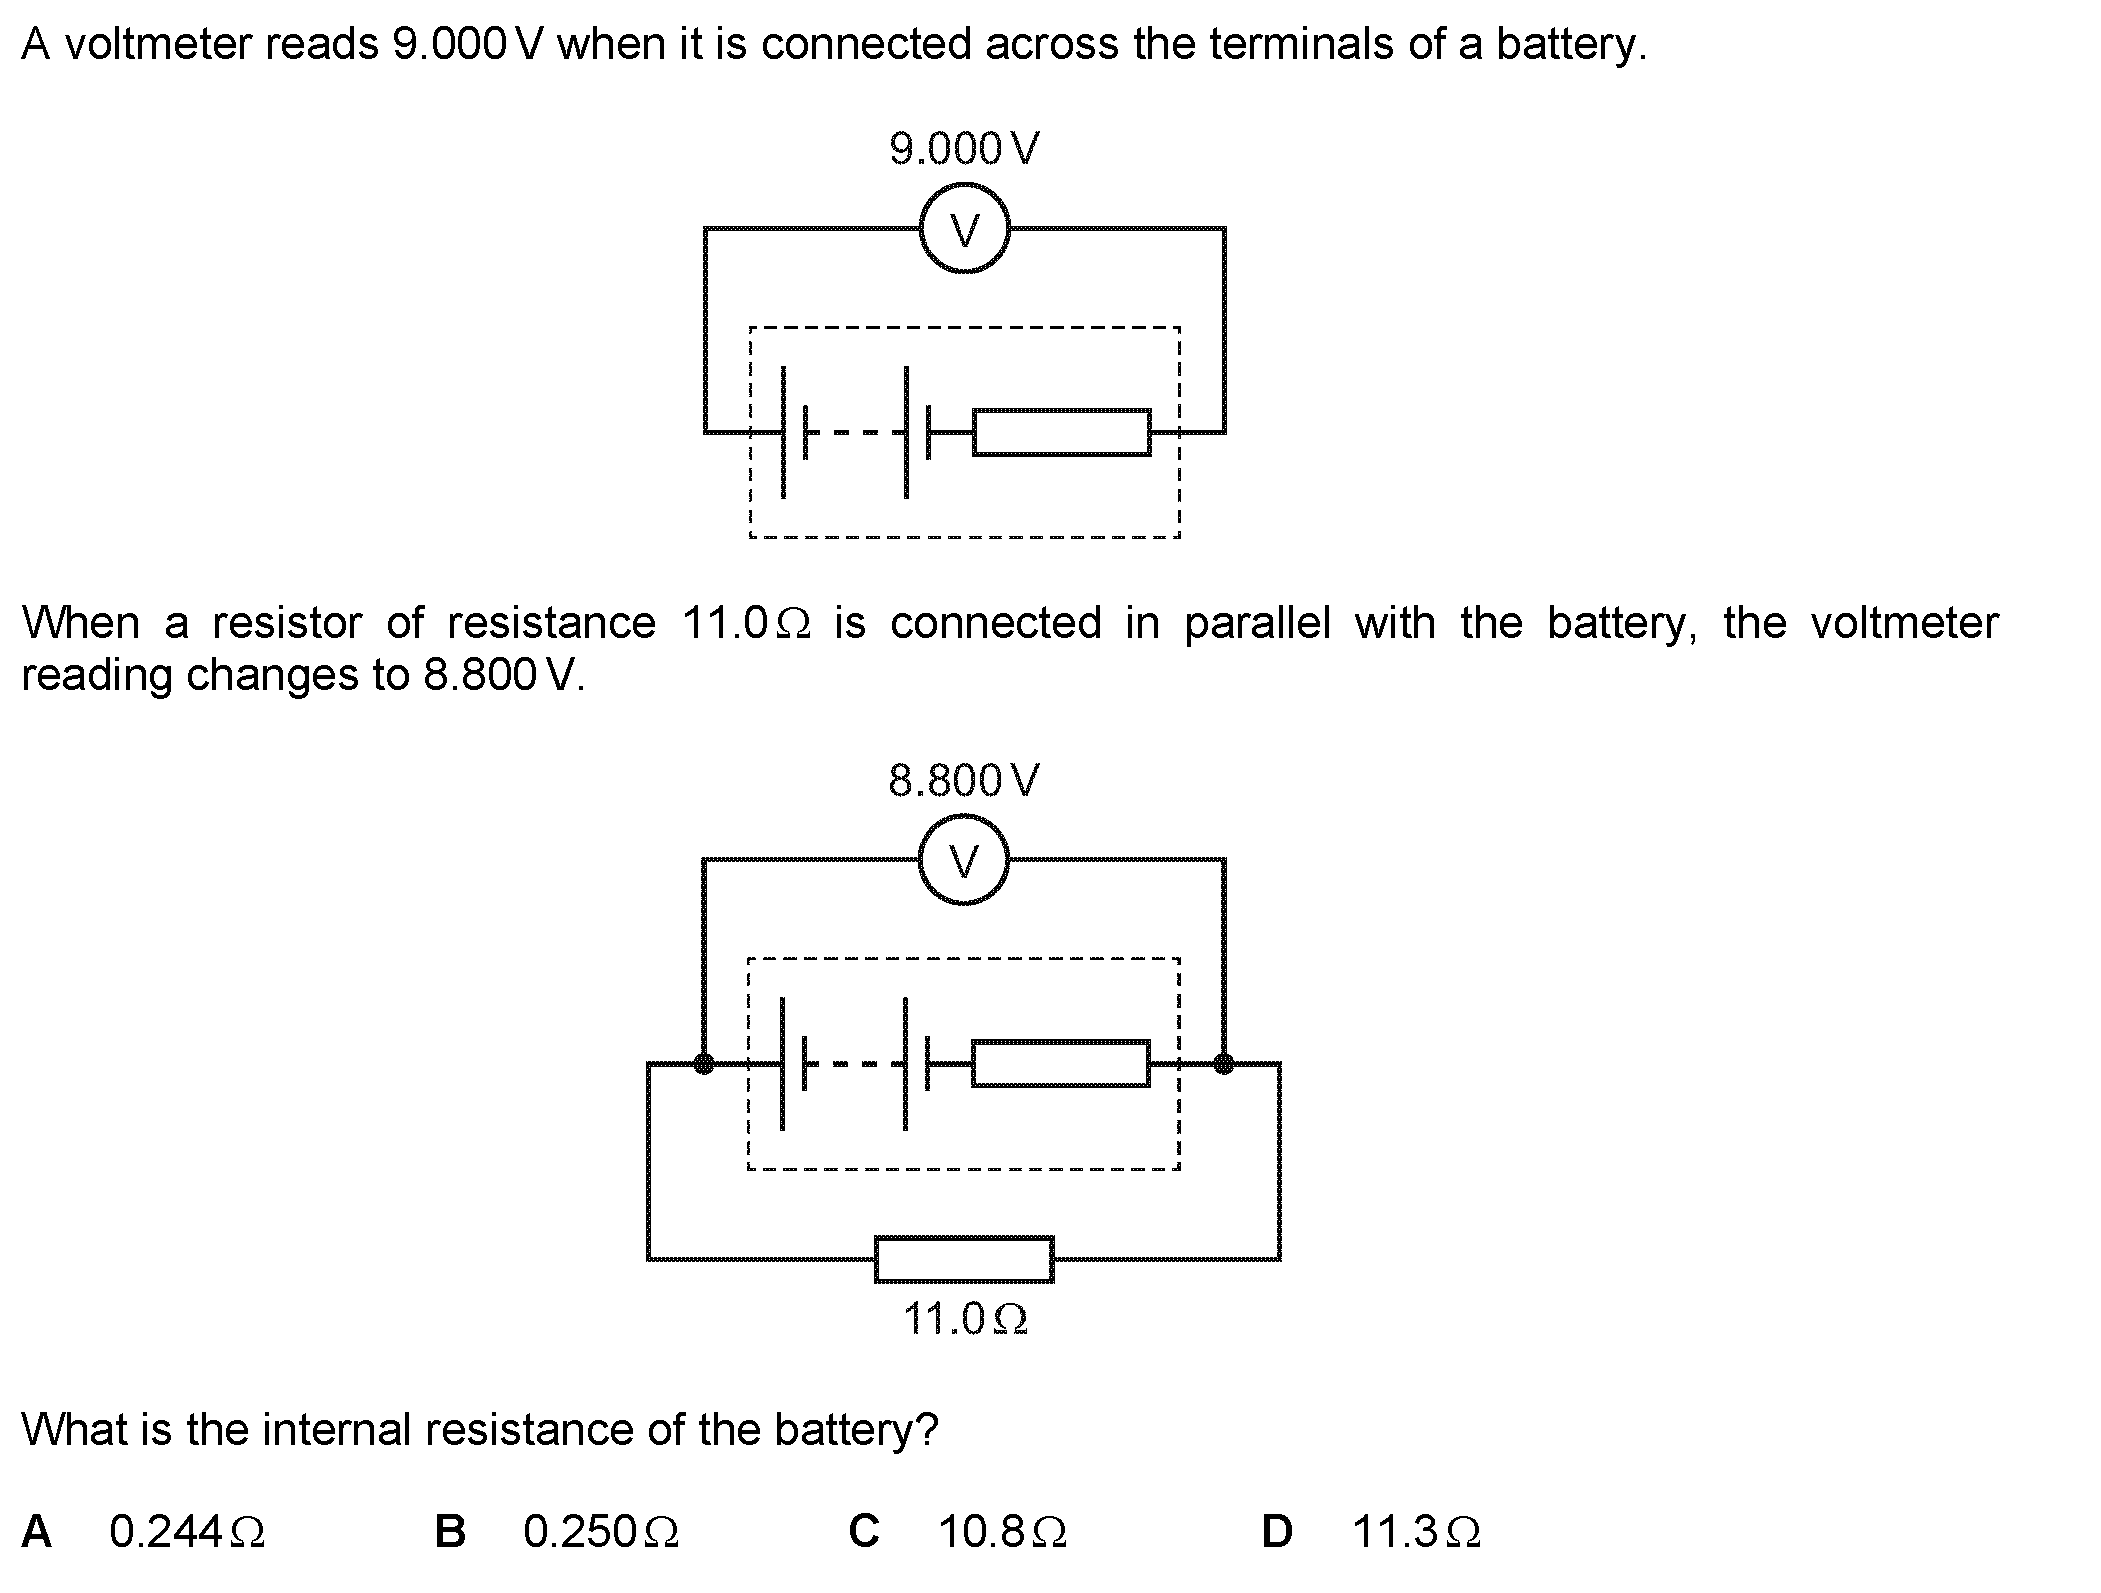 A voltmeter reads 9.000 V when it is connected across the terminals of a battery.
9.000 V
V
When a resistor of resistance 11.0 Ω is connected in parallel with the battery, the voltmeter
reading changes to 8.800 V.
8.800 V
V
11.0 Ω
What is the internal resistance of the battery?
A 0.244 Ω B 0.250 Ω C 10.8 Ω D 11.3 Ω